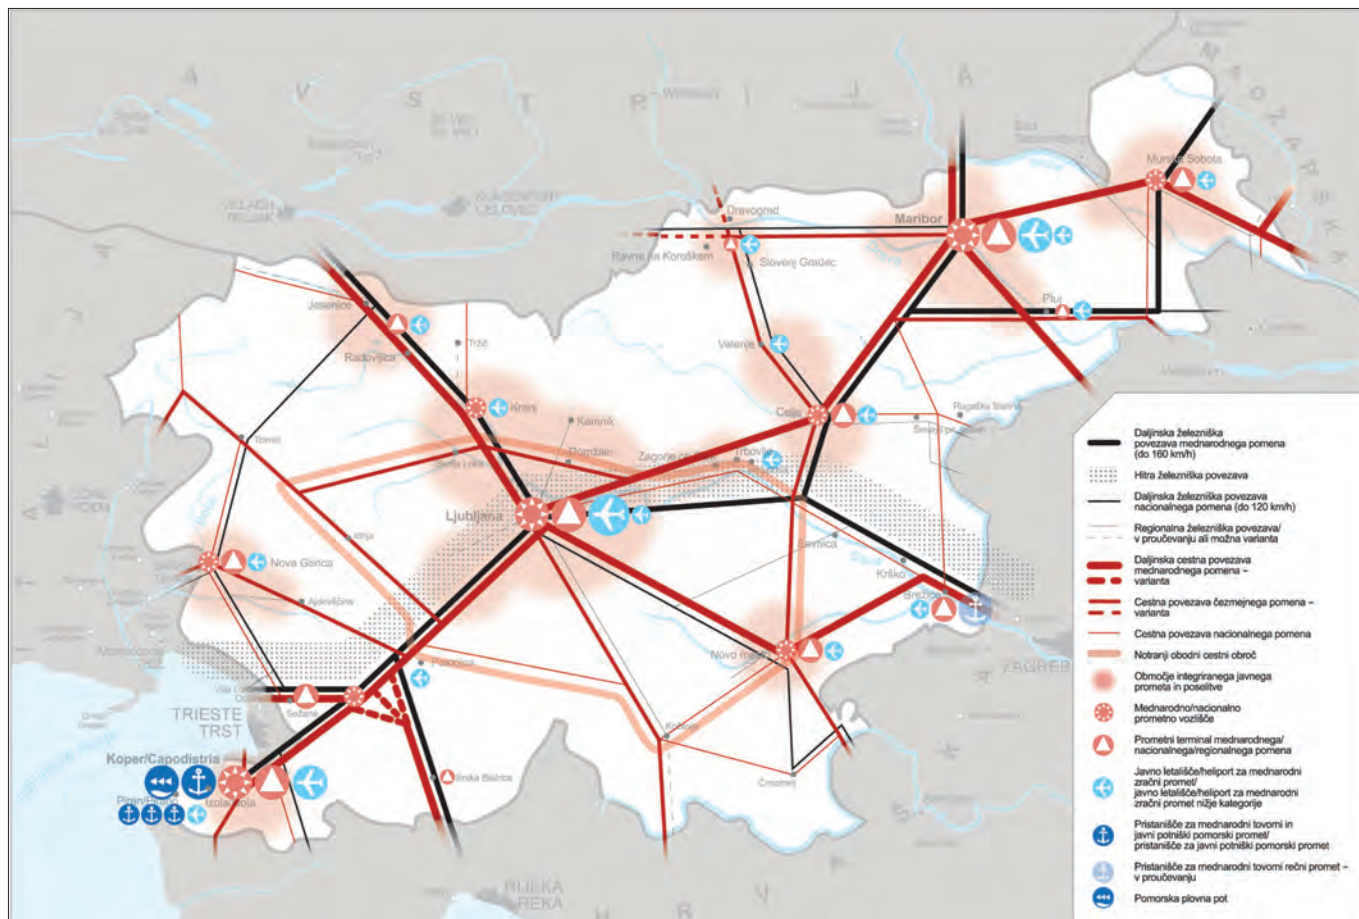 A V S T R I J A
Dravograd
Maribor
Murska Sobota
Ravne na Koroškem
Slovenj Gradec
Ptuj
Jesenice
Radovljica
Tržič
Velenje
Kranj
Kamnik
Celje
Rogaška Slatina
Tolmin
Škofja Loka
Domžale
Trbovlje
Ljubljana
Idrija
Nova Gorica
Sevnica
Krško
Ajdovščina
Brežice
Novo mesto
Postojna
ZAGREB
Sežana
TRIESTE
TRST
Kočevje
Koper/Capodistria
Ilirska Bistrica
Črnomelj
Piran/Pirano
Izola/Isola
RIJEKA
REKA
Daljinska železniška
povezava mednarodnega pomena
(do 160 km/h)
Hitra železniška povezava
Daljinska železniška povezava
nacionalnega pomena (do 120 km/h)
Regionalna železniška povezava/
v proučevanju ali možna varianta
Daljinska cestna povezava
mednarodnega pomena –
varianta
Cestna povezava čezmejnega pomena –
varianta
Cestna povezava nacionalnega pomena
Notranji obodni cestni obroč
Območje integriranega javnega
prometa in poselitve
Mednarodno/nacionalno
prometno vozlišče
Prometni terminal mednarodnega/
nacionalnega/regionalnega pomena
Javno letališče/heliport za mednarodni
zračni promet/
javno letališče/heliport za mednarodni
zračni promet nižje kategorije
Pristanišče za mednarodni tovorni in
javni potniški pomorski promet/
pristanišče za javni potniški pomorski promet
Pristanišče za mednarodni tovorni rečni promet –
v proučevanju
Pomorska plovna pot